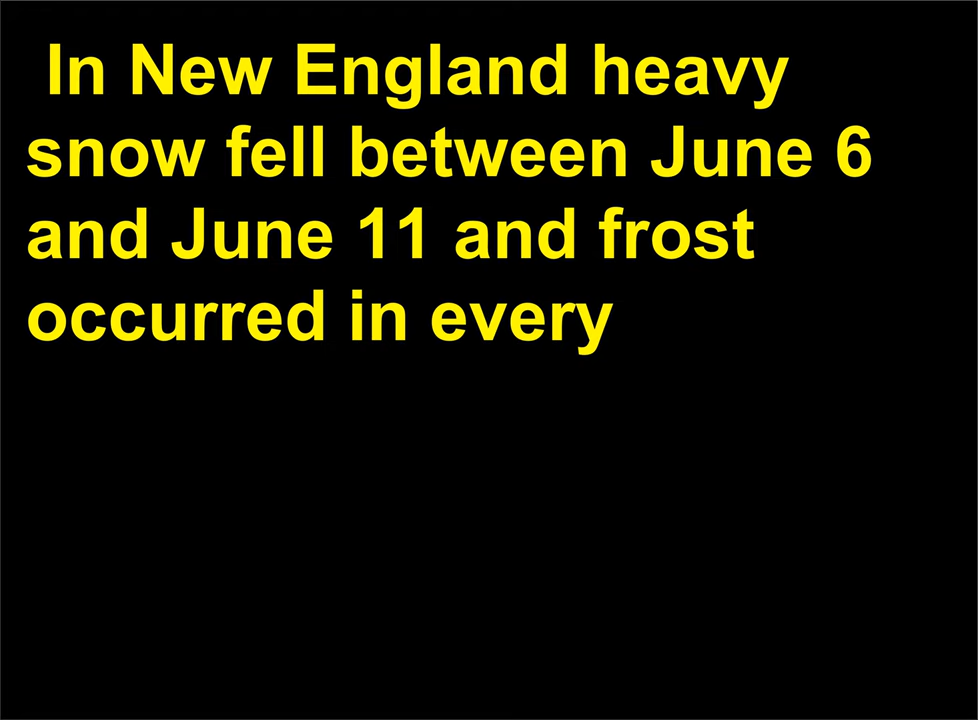 In New England heavy
snow fell between June 6
and June 11 and frost
occurred in every